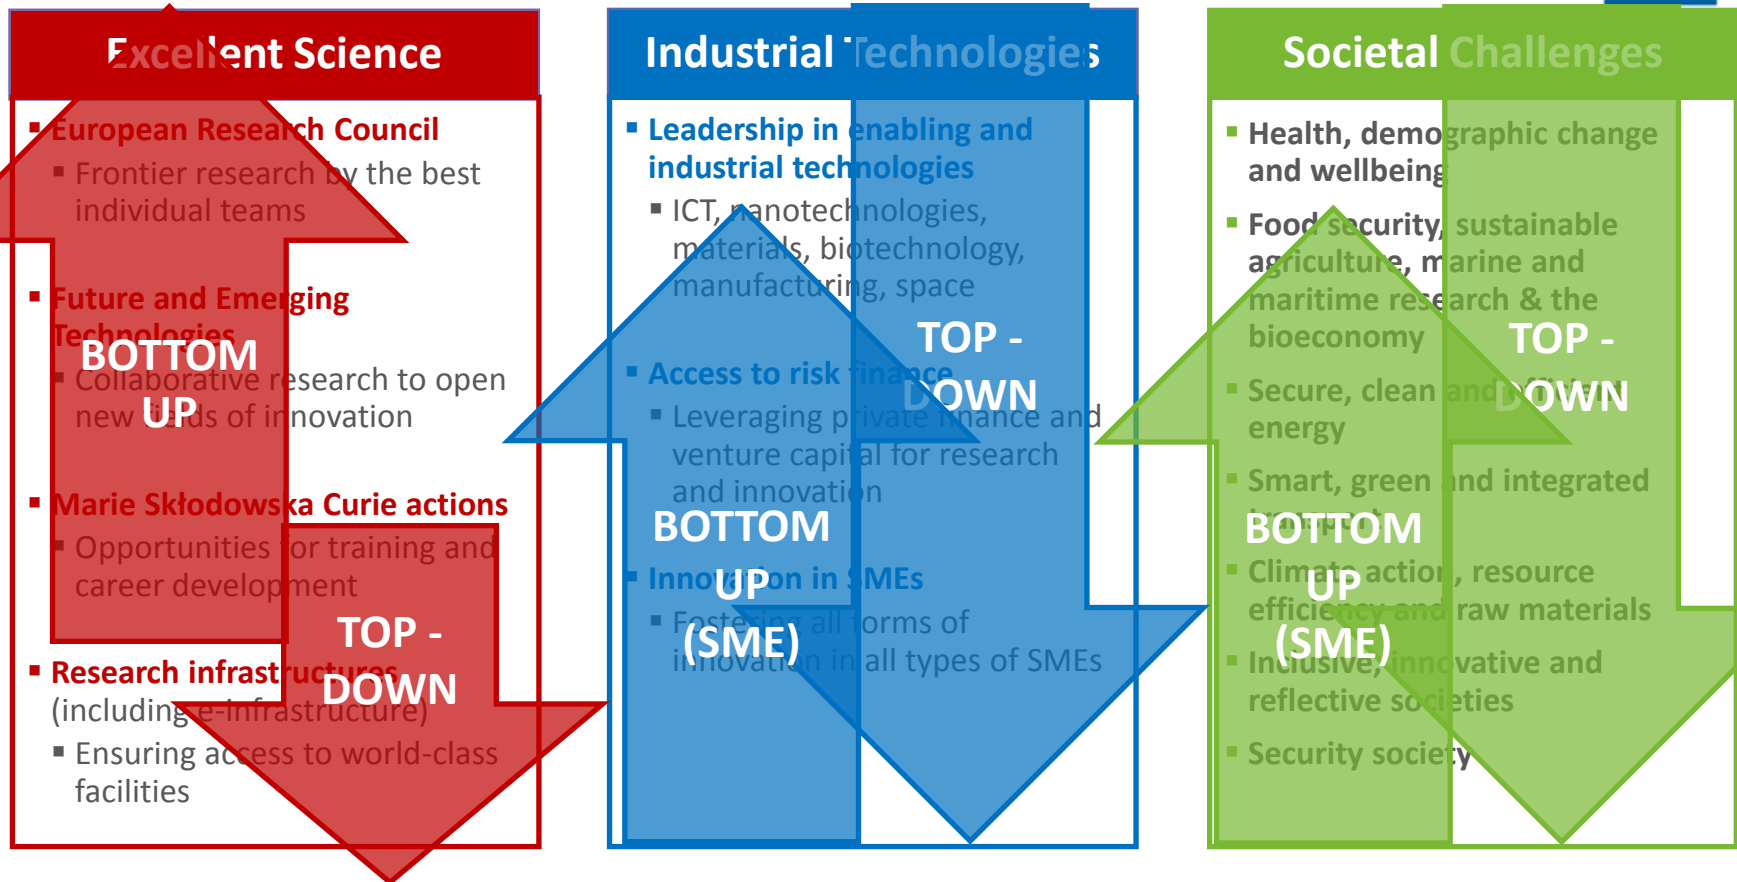 Excellent Science
▪ European Research Council
▪ Frontier research by the best
individual teams
▪ Future and Emerging
Technologies
▪ Collaborative research to open
new fields of innovation
▪ Marie Skłodowska Curie actions
▪ Opportunities for training and
career development
▪ Research infrastructures
(including e-infrastructure)
▪ Ensuring access to world-class
facilities
BOTTOM
UP
TOP -
DOWN
Industrial Technologies
▪ Leadership in enabling and
industrial technologies
▪ ICT, nanotechnologies,
materials, biotechnology,
manufacturing, space
▪ Access to risk finance
▪ Leveraging private finance and
venture capital for research
and innovation
▪ Innovation in SMEs
▪ Fostering all forms of
innovation in all types of SMEs
BOTTOM
UP
(SME)
TOP -
DOWN
Societal Challenges
▪ Health, demographic change
and wellbeing
▪ Food security, sustainable
agriculture, marine and
maritime research & the
bioeconomy
▪ Secure, clean and efficient
energy
▪ Smart, green and integrated
transport
▪ Climate action, resource
efficiency and raw materials
▪ Inclusive, innovative and
reflective societies
▪ Security society
BOTTOM
UP
(SME)
TOP -
DOWN